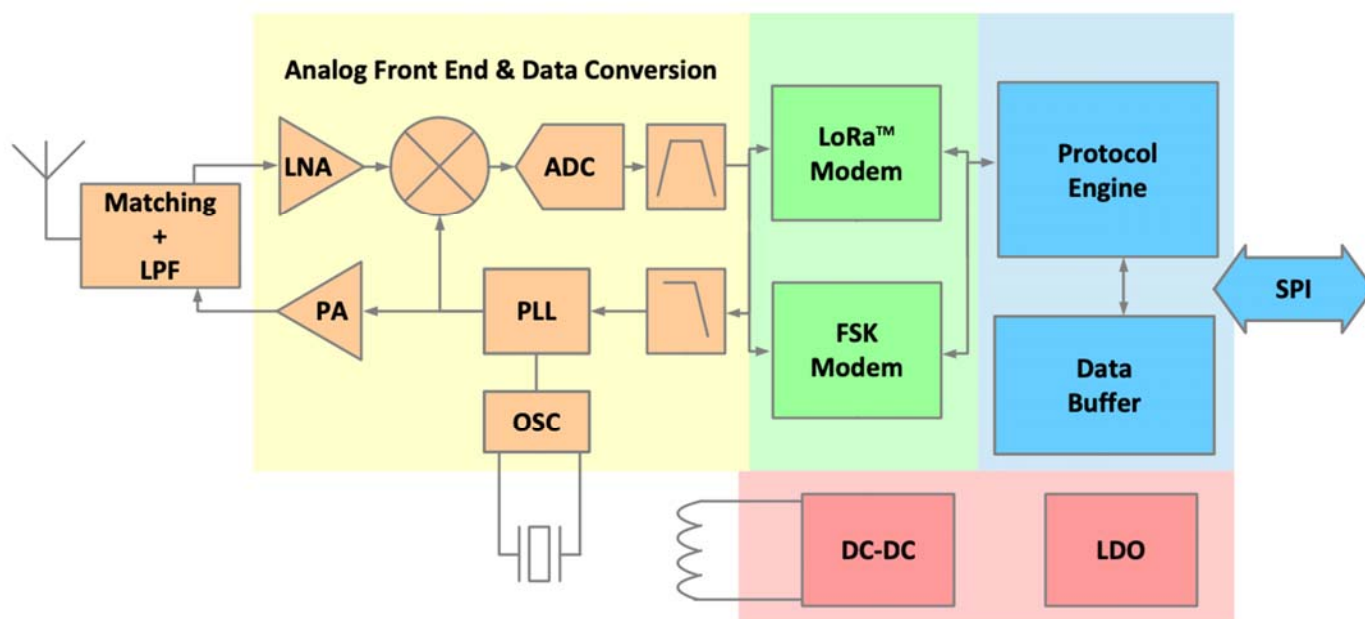 Analog Front End & Data Conversion
LNA
ADC
LoRa™
Modem
Protocol
Engine
Matching
+
LPF
PA
PLL
FSK
Modem
Data
Buffer
SPI
OSC
DC-DC
LDO